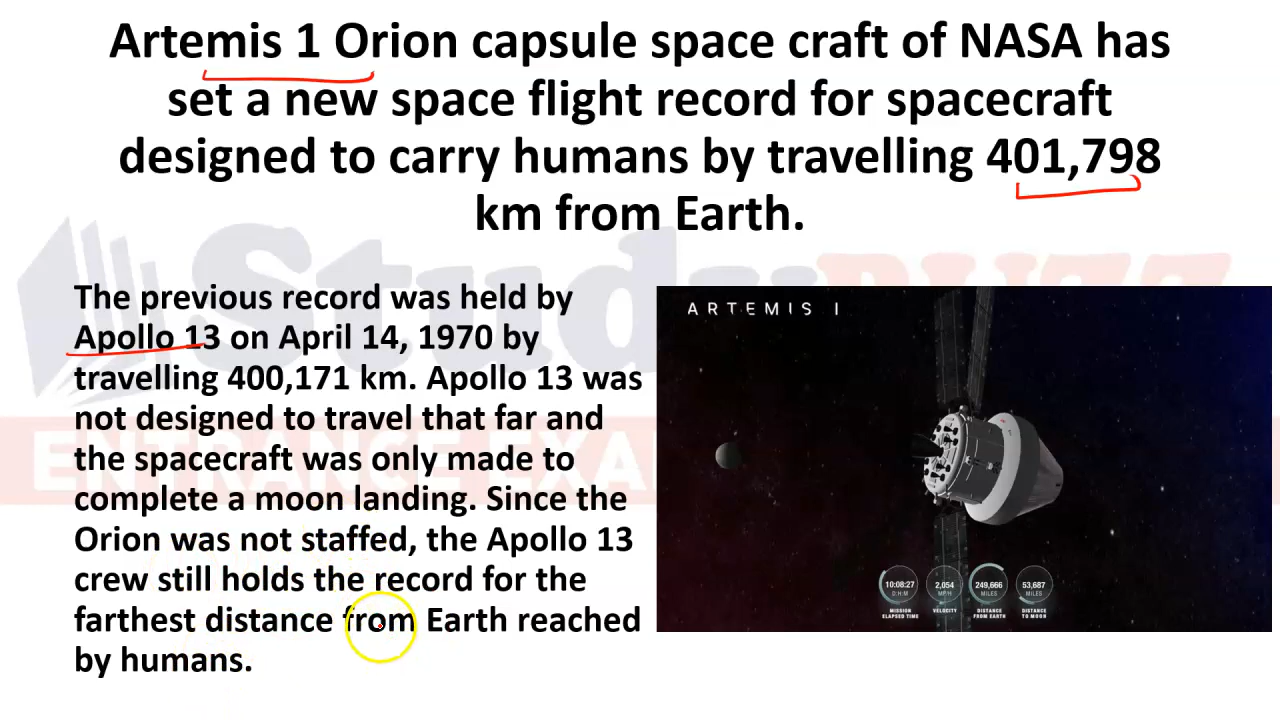 Artemis 1 Orion capsule space craft of NASA has
set a new space flight record for spacecraft
designed to carry humans by travelling 401,798
km from Earth.
StudyBUZZ
ENTRANCE EXA
The previous record was held by
Apollo 13 on April 14, 1970 by
travelling 400,171 km. Apollo 13 was
not designed to travel that far and
the spacecraft was only made to
complete a moon landing. Since the
Orion was not staffed, the Apollo 13
crew still holds the record for the
farthest distance from Earth reached
by humans.
ARTEMIS I
10:08:27 2,054 249,666 53,687
D:H:M MPH MILES MILES
MISSION VELOCITY DISTANCE DISTANCE
ELAPSED TIME FROM EARTH TO MOON